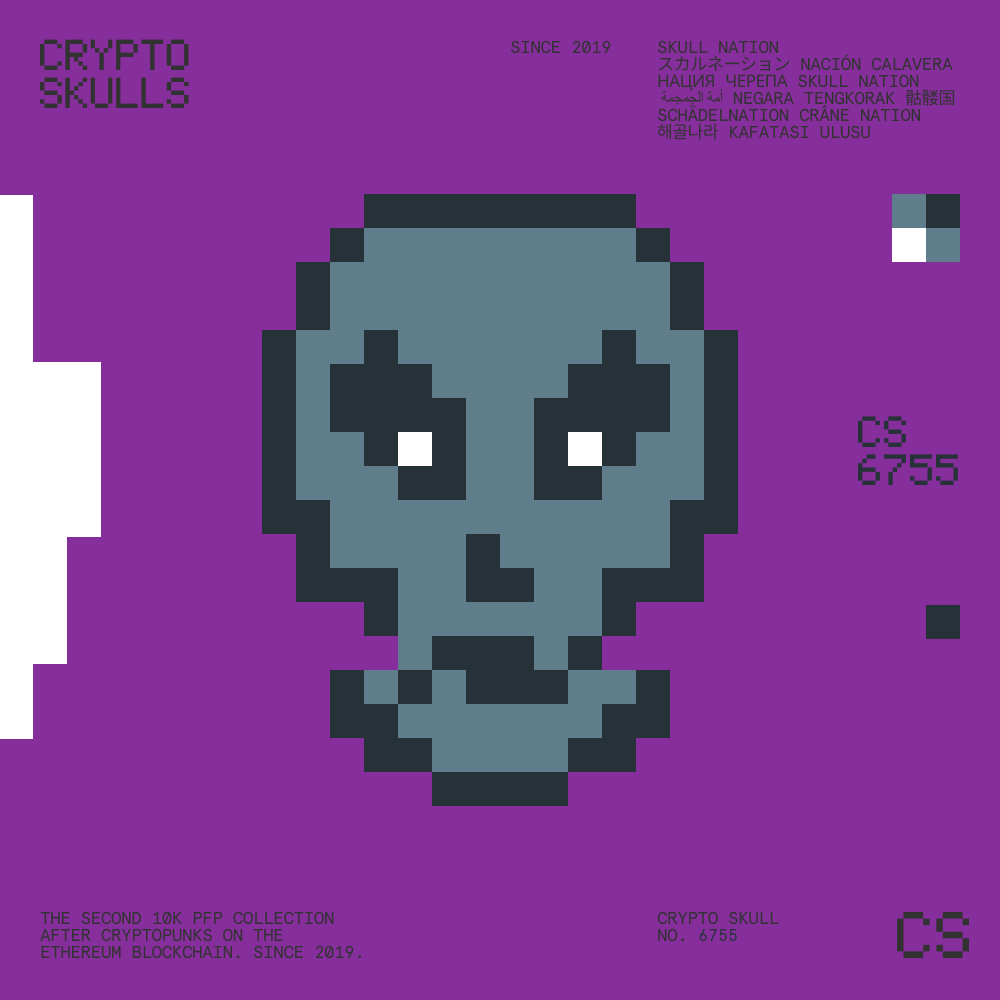 CRYPTO
SKULLS
SINCE 2019
SKULL NATION
スカルネーション NACIÓN CALAVERA
НАЦИЯ ЧЕРЕПА SKULL NATION
أمة الجمجمة NEGARA TENGKORAK 骷髅国
SCHÄDELNATION CRÂNE NATION
해골나라 KAFATASI ULUSU
CS
6755
THE SECOND 10K PFP COLLECTION
AFTER CRYPTOPUNKS ON THE
ETHEREUM BLOCKCHAIN. SINCE 2019.
CRYPTO SKULL
NO. 6755
CS